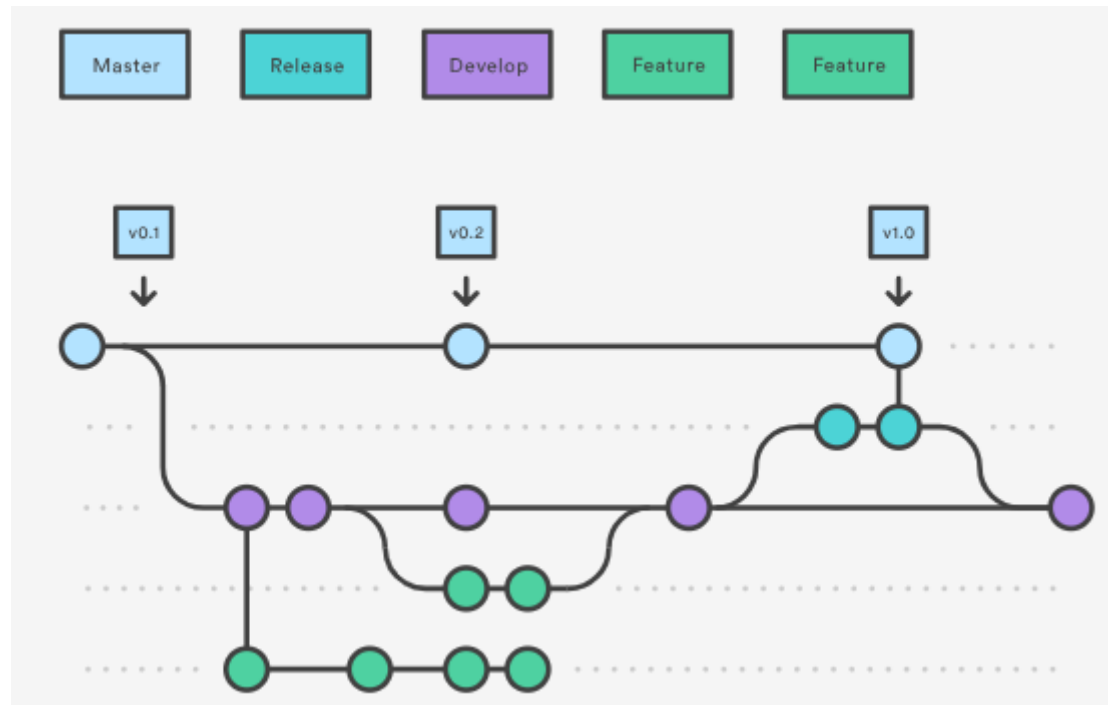 Master
Release
Develop
Feature
Feature
v0.1
v0.2
v1.0